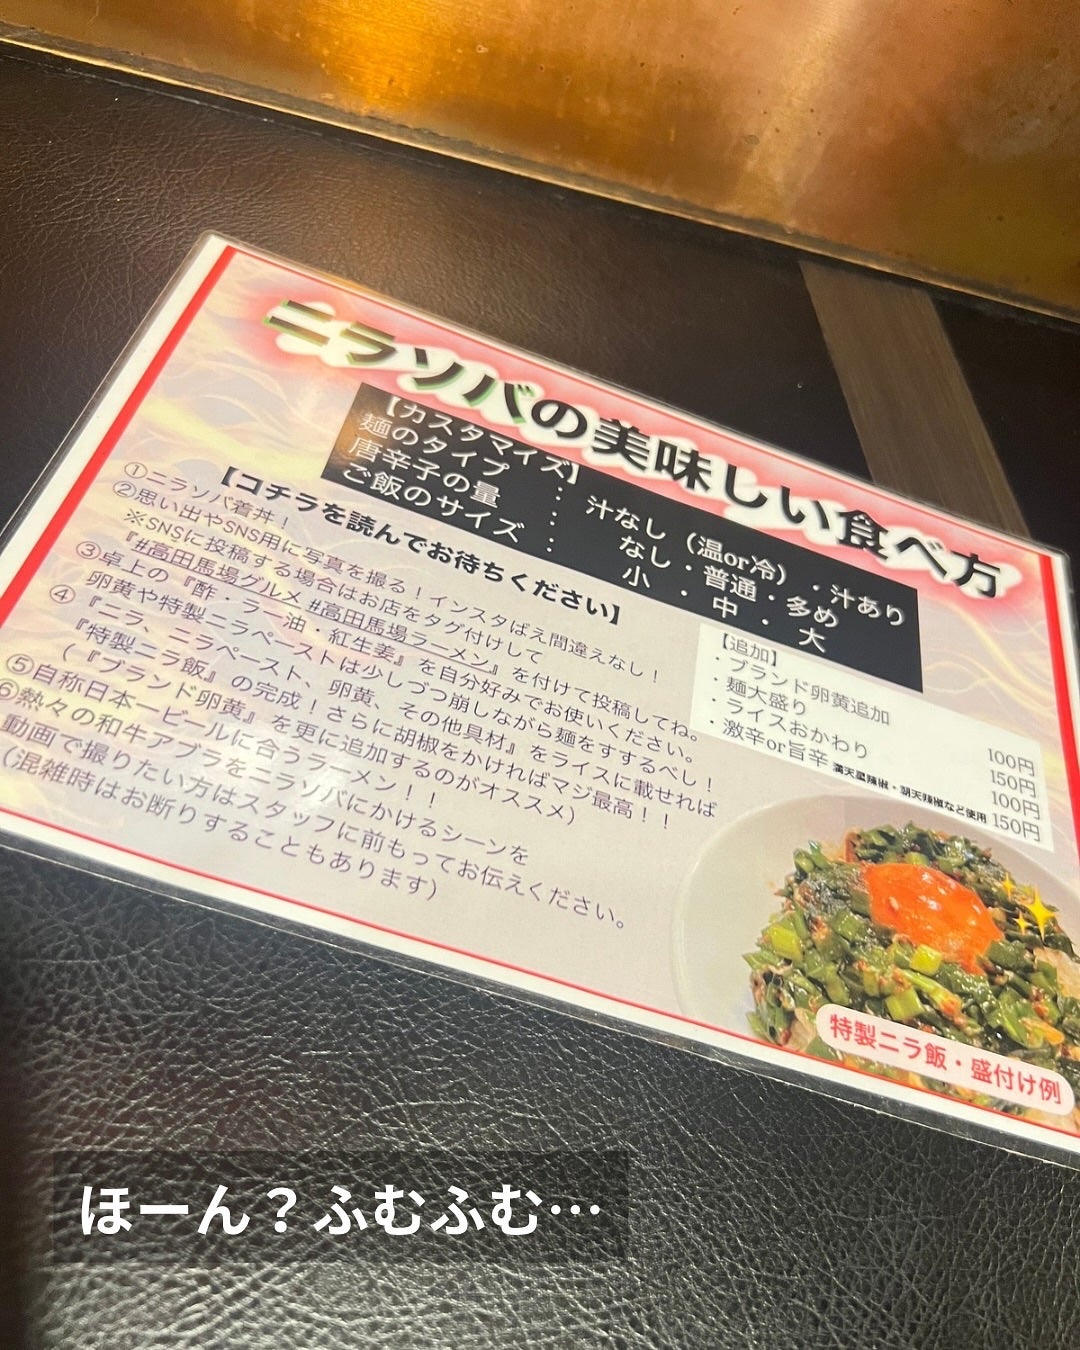 ニラソバの美味しい食べ方
【カスタマイズ】
麺のタイプ : 汁なし (温or冷) ・汁あり
唐辛子の量 : なし・普通・多め
ご飯のサイズ : 小・中・大
【コチラを読んでお待ちください】
①ニラソバ着丼！
②思い出やSNS用に写真を撮る！インスタばえ間違えなし！
※SNSに投稿する場合はお店をタグ付けして
『#高田馬場グルメ #高田馬場ラーメン』を付けて投稿してね。
③卓上の『酢・ラー油・紅生姜』を自分好みでお使いください。
卵黄や特製ニラペーストは少しづつ崩しながら麺をすするべし！
④『ニラ、ニラペースト、卵黄、その他具材』をライスに載せれば
『特製ニラ飯』の完成！さらに胡椒をかければマジ最高！！
(『ブランド卵黄』を更に追加するのがオススメ)
⑤自称日本一ビールに合うラーメン！！
⑥熱々の和牛アブラをニラソバにかけるシーンを
動画で撮りたい方はスタッフに前もってお伝えください。
(混雑時はお断りすることもあります)
【追加】
・ブランド卵黄追加 100円
・麺大盛り 150円
・ライスおかわり 100円
・激辛or旨辛 満天星辣椒・朝天辣椒など使用 150円
特製ニラ飯・盛付け例
ほーん？ふむふむ…